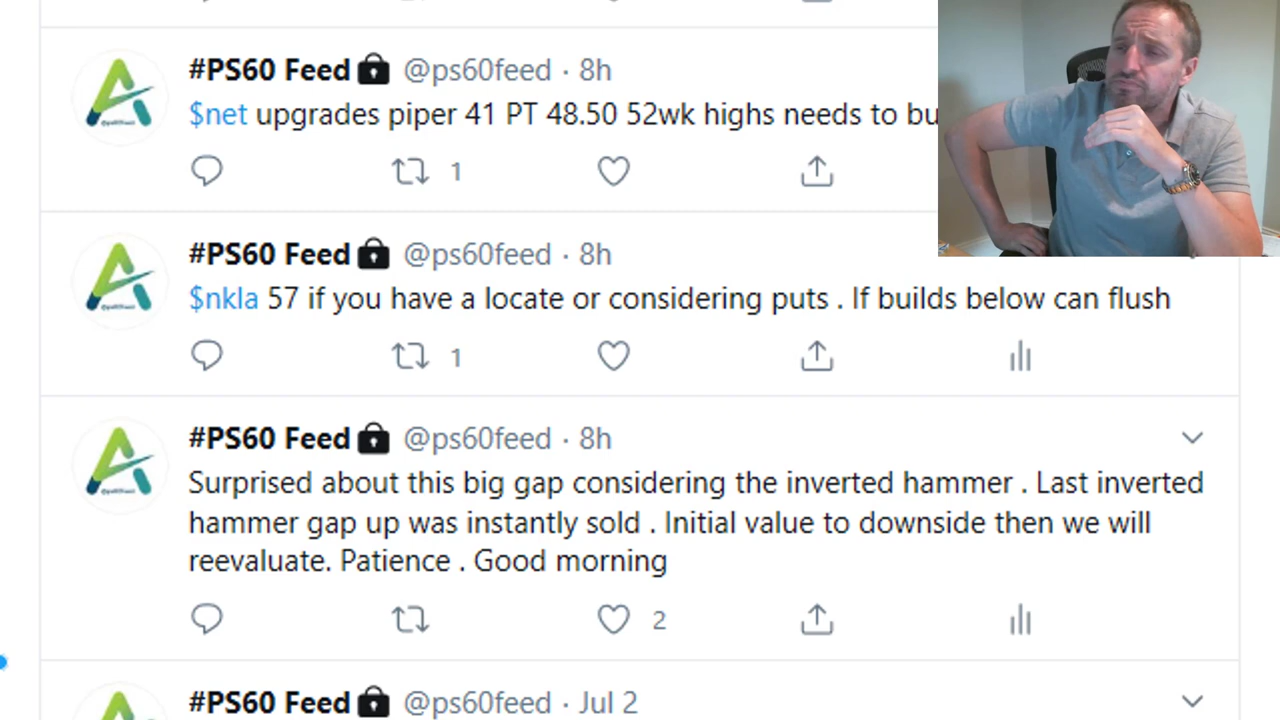 #PS60 Feed @ps60feed · 8h
$net upgrades piper 41 PT 48.50 52wk highs needs to bu
1
#PS60 Feed @ps60feed · 8h
$nkla 57 if you have a locate or considering puts . If builds below can flush
1
#PS60 Feed @ps60feed · 8h
Surprised about this big gap considering the inverted hammer . Last inverted
hammer gap up was instantly sold . Initial value to downside then we will
reevaluate. Patience . Good morning
2
#PS60 Feed @ps60feed · Jul 2